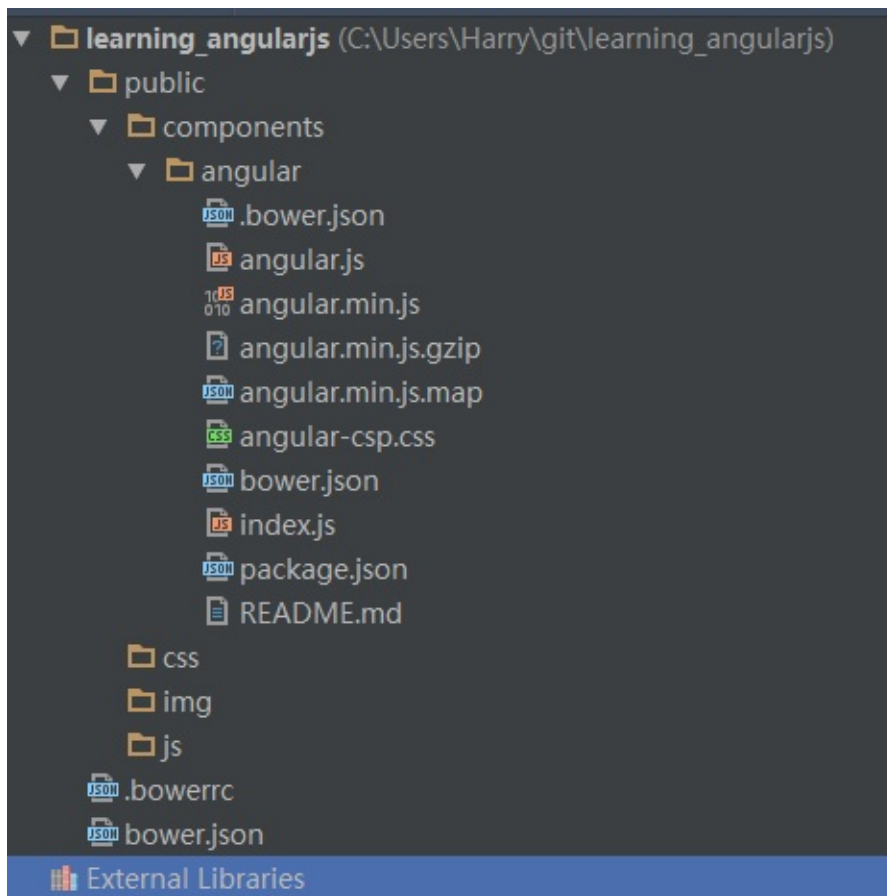 learning_angularjs (C:\Users\Harry\git\learning_angularjs)
public
components
angular
.bower.json
angular.js
angular.min.js
angular.min.js.gzip
angular.min.js.map
angular-csp.css
bower.json
index.js
package.json
README.md
css
img
js
.bowerrc
bower.json
External Libraries